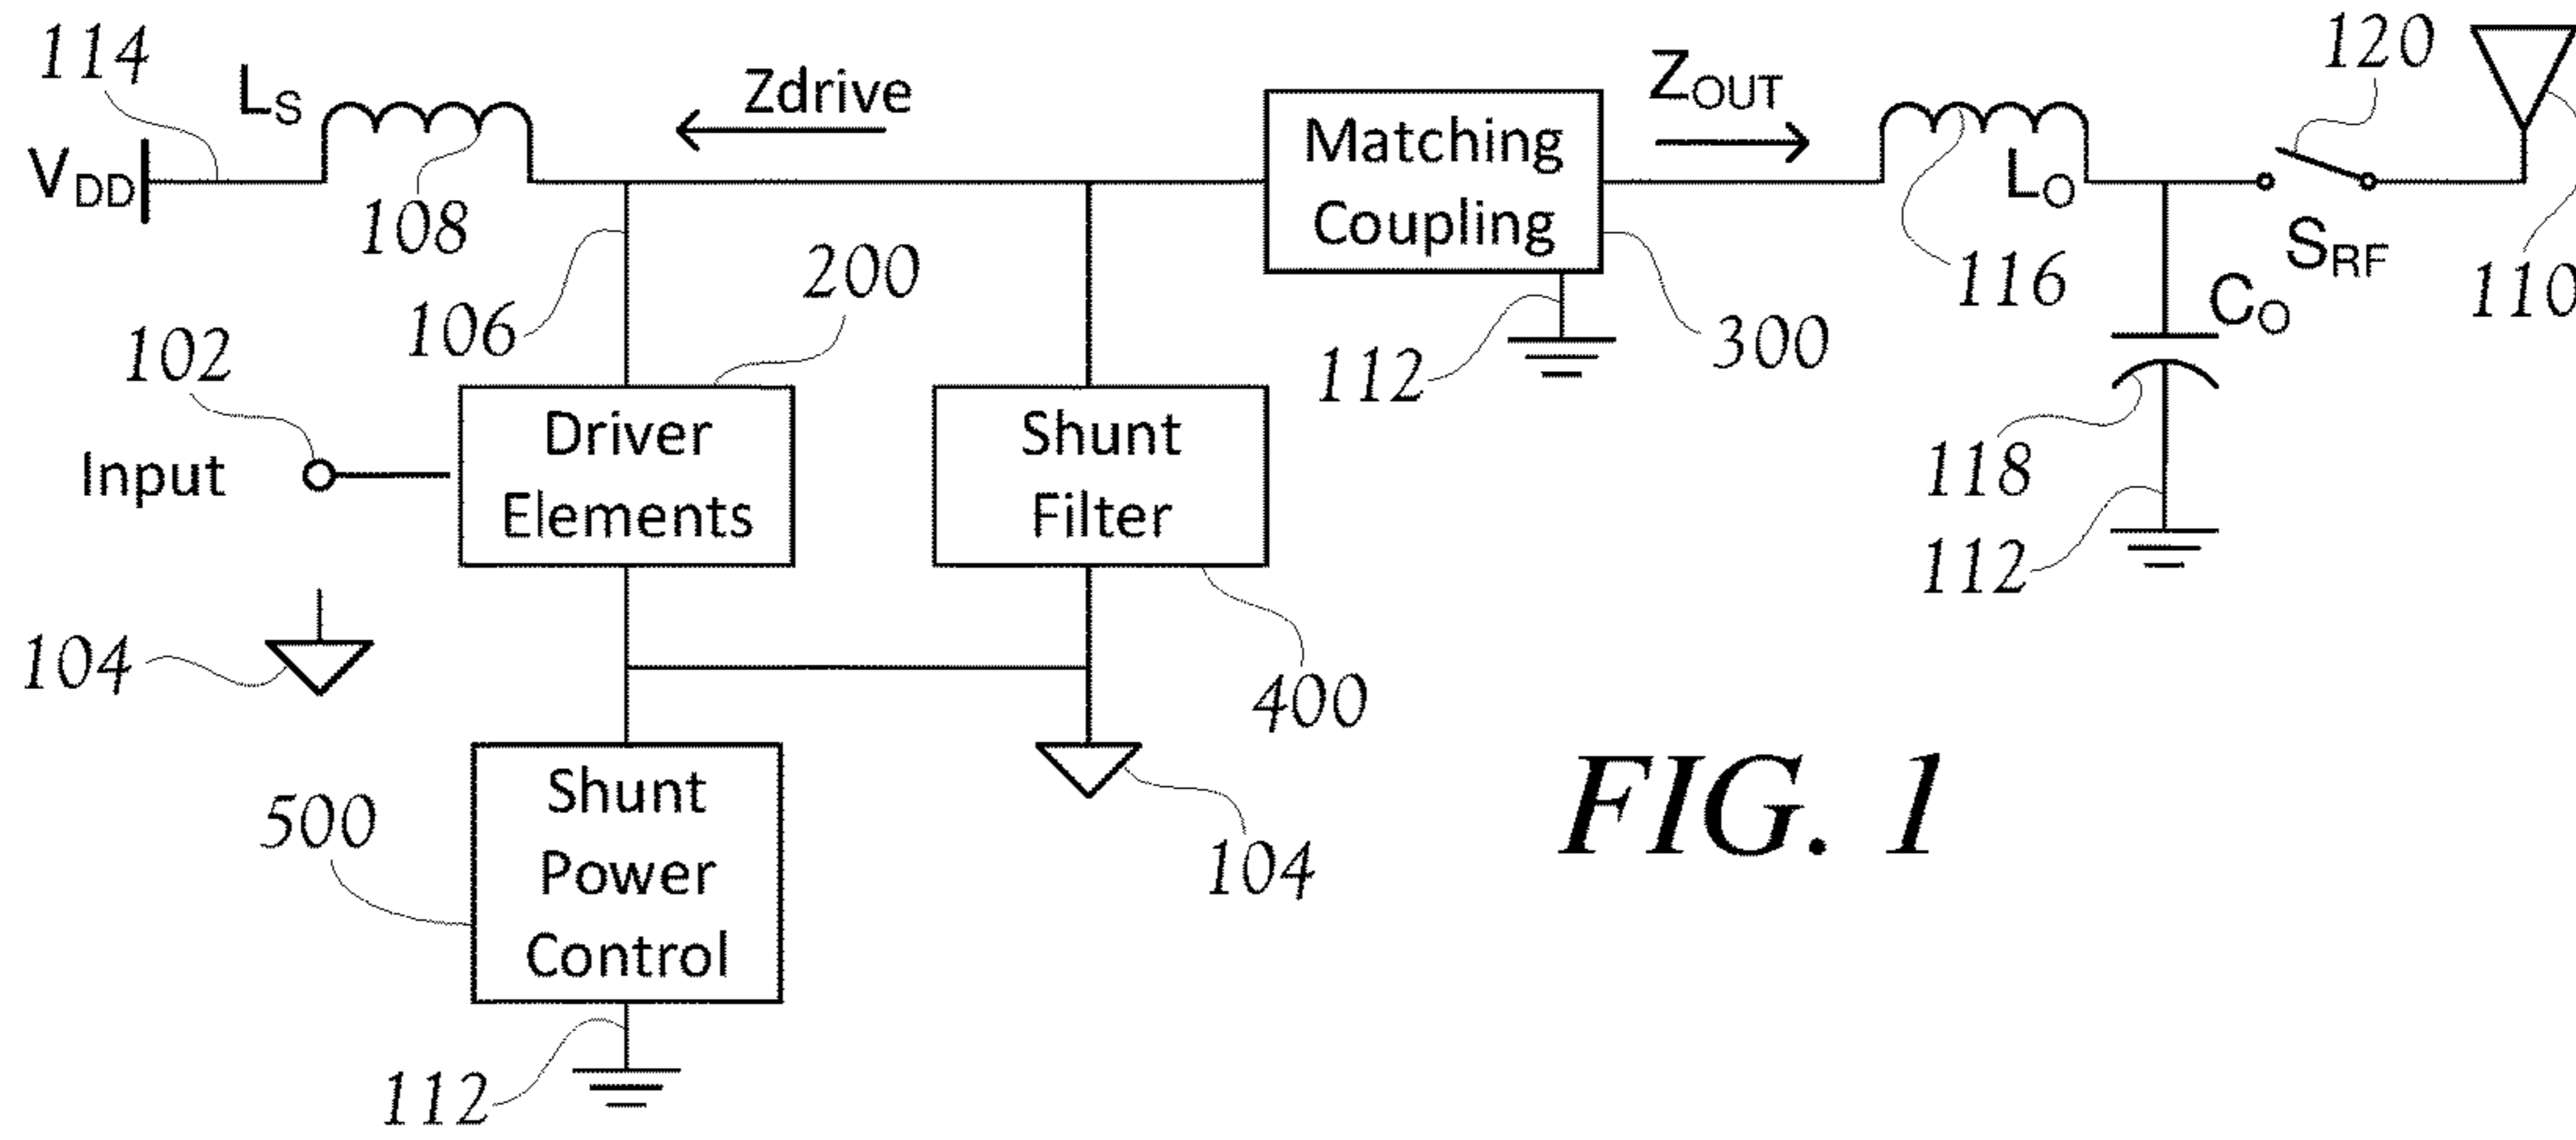 114
LS
Zdrive
VDD
108
Matching
Coupling
ZOUT
LO
116
120
SRF
110
106
200
112
300
CO
118
112
102
Input
Driver
Elements
Shunt
Filter
104
400
104
500
Shunt
Power
Control
112
FIG. 1